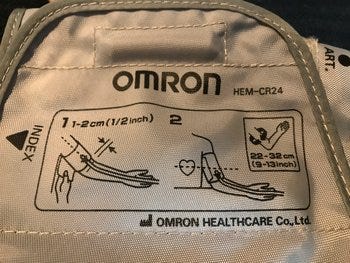 OMRON HEM-CR24
ART.
INDEX
1 1-2cm (1/2inch) 2
22-32cm
(9-13inch)
OMRON HEALTHCARE Co., Ltd.